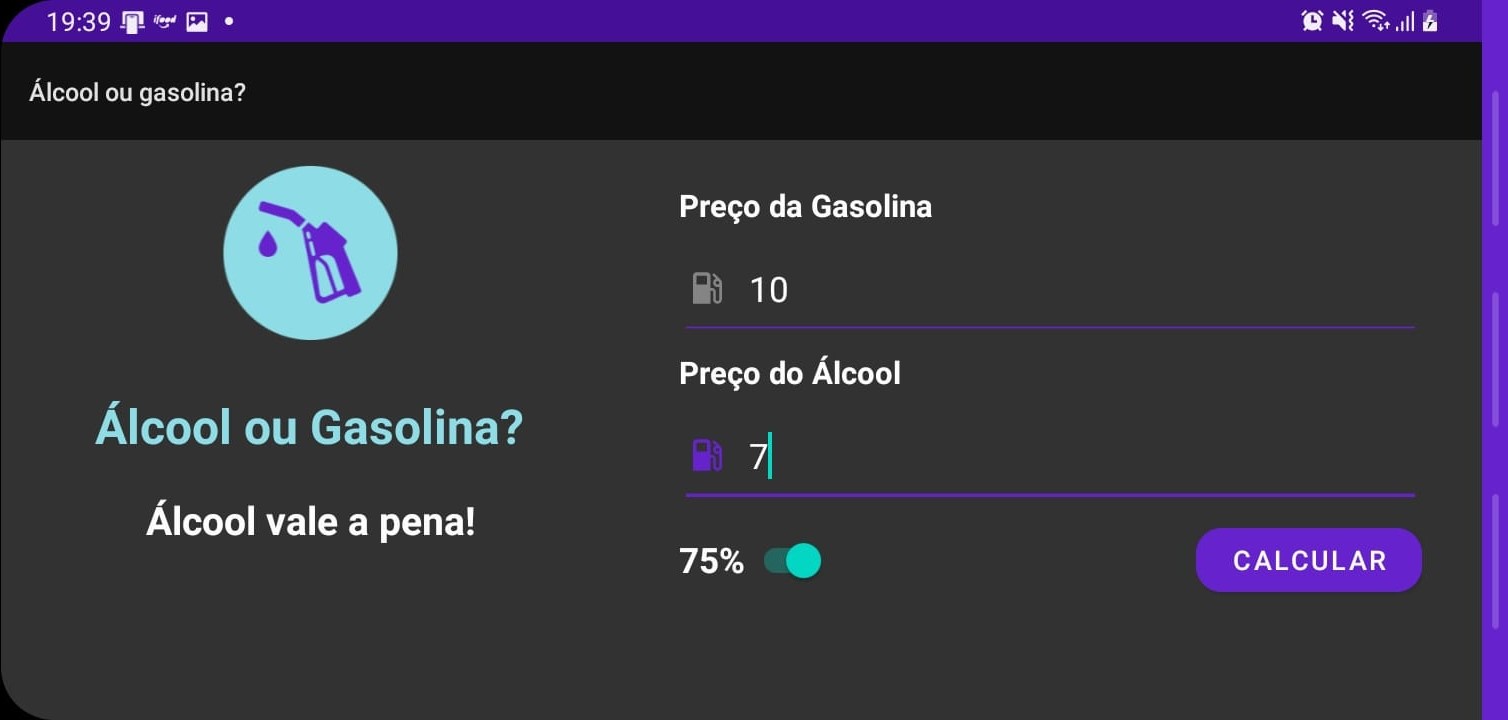 19:39 ifood
Álcool ou gasolina?
Álcool ou Gasolina?
Álcool vale a pena!
Preço da Gasolina
10
Preço do Álcool
7
75%
CALCULAR